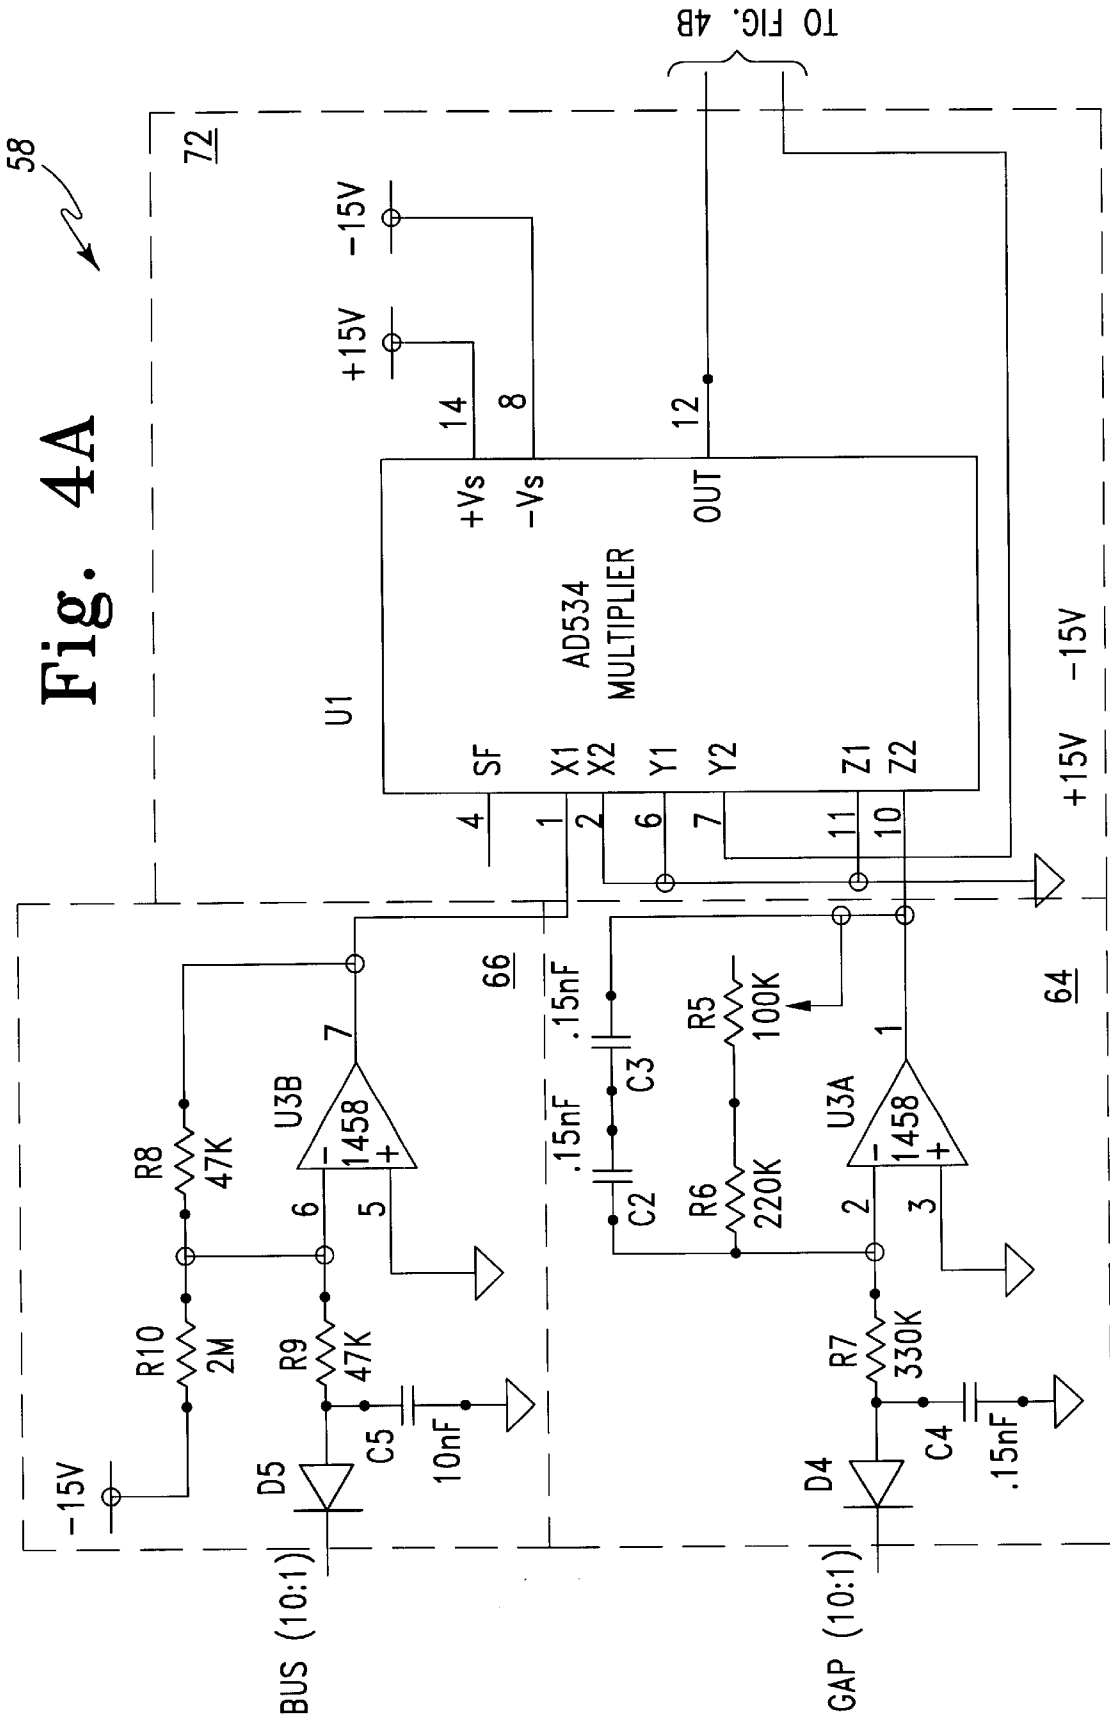 Fig. 4A
58
72
66
64
-15V
R10
2M
R8
47K
BUS (10:1)
D5
C5
10nF
R9
47K
6
5
U3B
1458
-
+
7
GAP (10:1)
D4
C4
.15nF
R7
330K
2
3
U3A
1458
-
+
1
C2
.15nF
C3
.15nF
R6
220K
R5
100K
U1
AD534
MULTIPLIER
4
SF
1
X1
2
X2
6
Y1
7
Y2
11
Z1
10
Z2
+Vs
14
+15V
-Vs
8
-15V
OUT
12
+15V
-15V
TO FIG. 4B